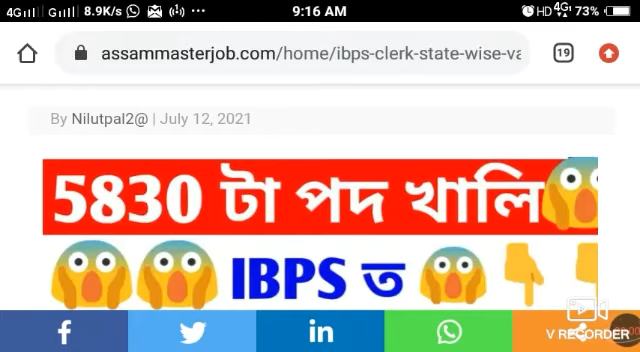 4G G 8.9K/s 9:16 AM HD 4G 73%
assammasterjob.com/home/ibps-clerk-state-wise-va 19
By Nilutpal2@ | July 12, 2021
5830 টা পদ খালি
IBPS ত
V RECORDER